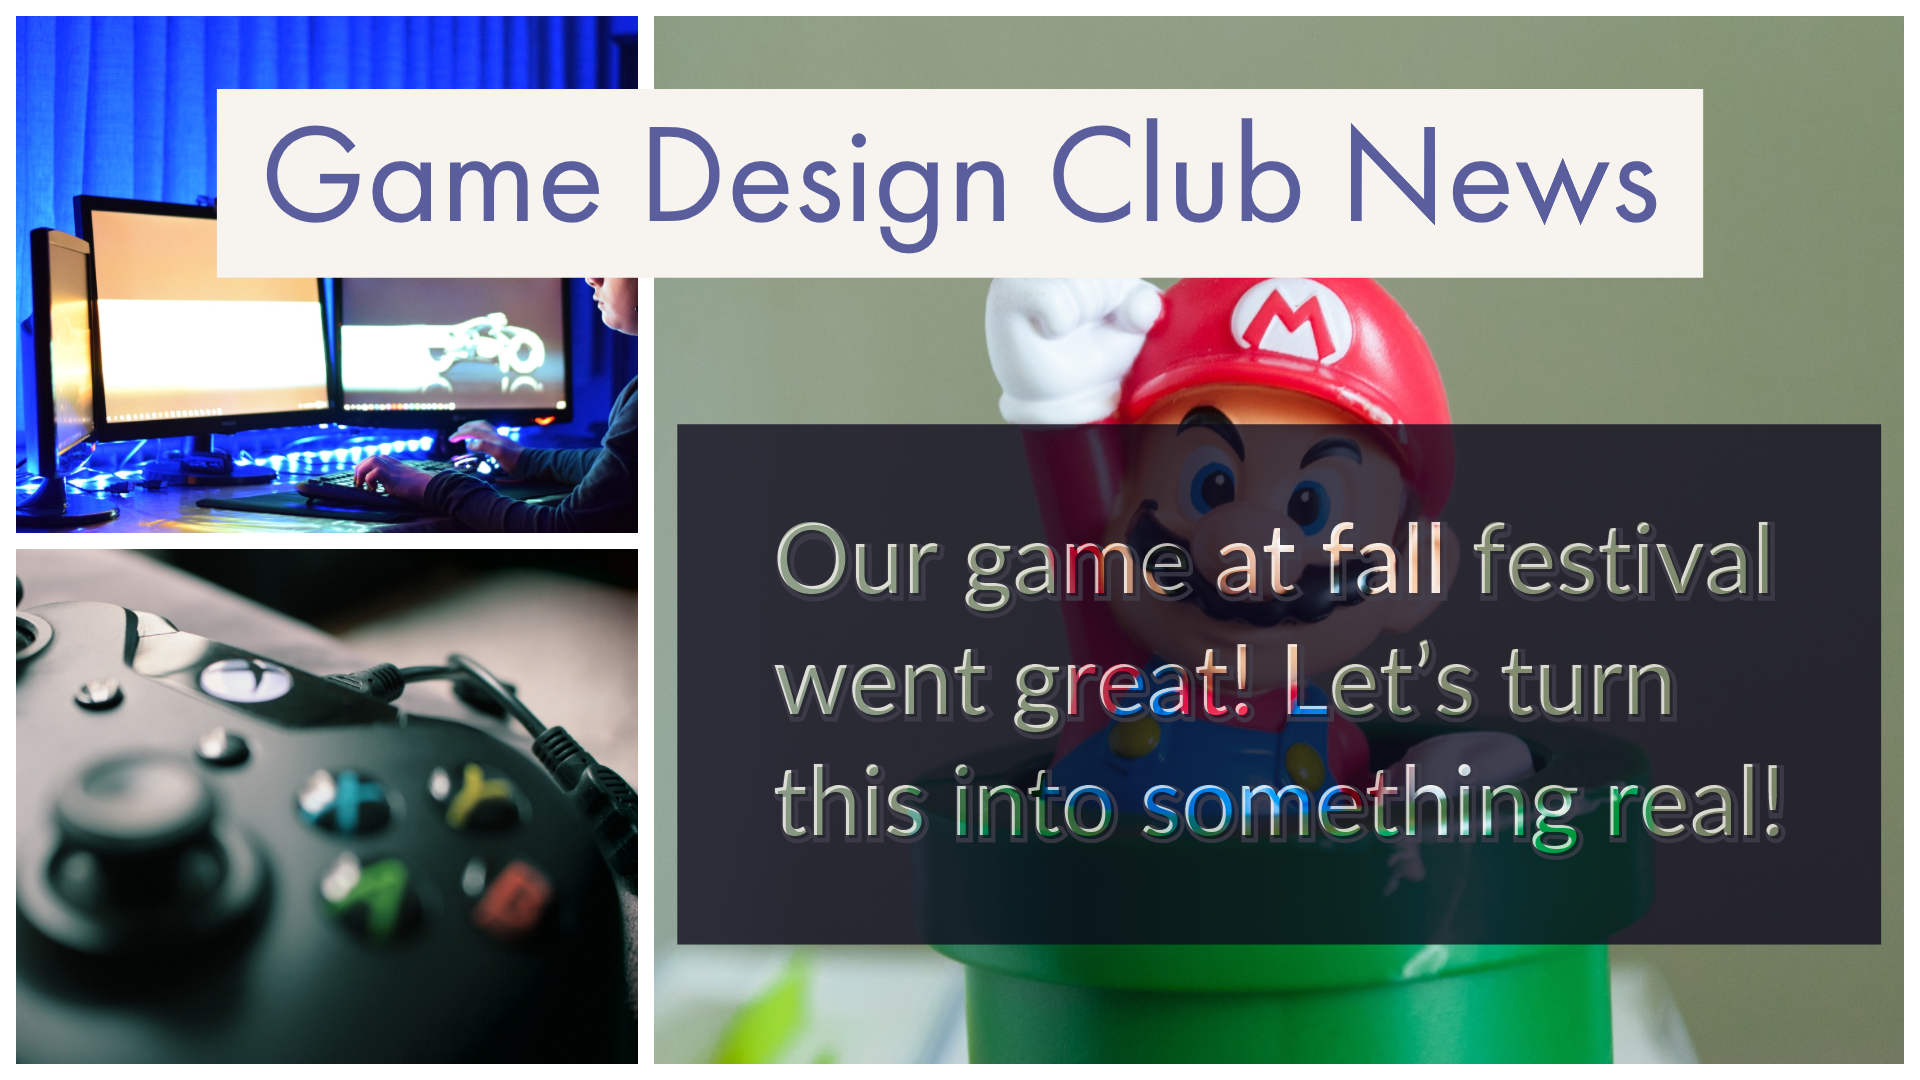 Game Design Club News
M
Our game at fall festival
went great! Let’s turn
this into something real!
X
Y
A
B